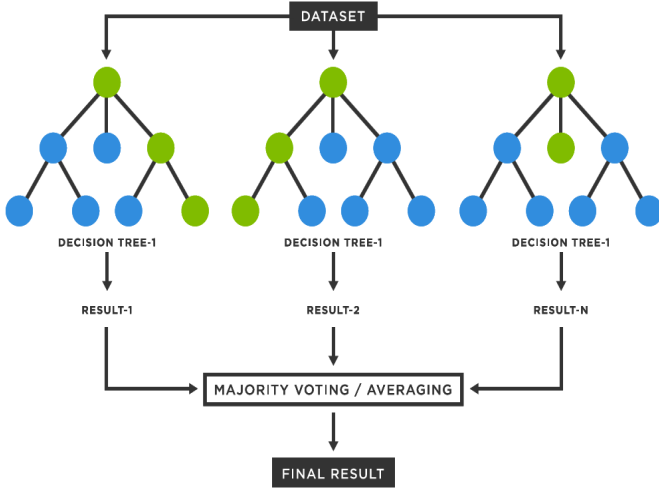 DATASET
DECISION TREE-1
DECISION TREE-1
DECISION TREE-1
RESULT-1
RESULT-2
RESULT-N
MAJORITY VOTING / AVERAGING
FINAL RESULT